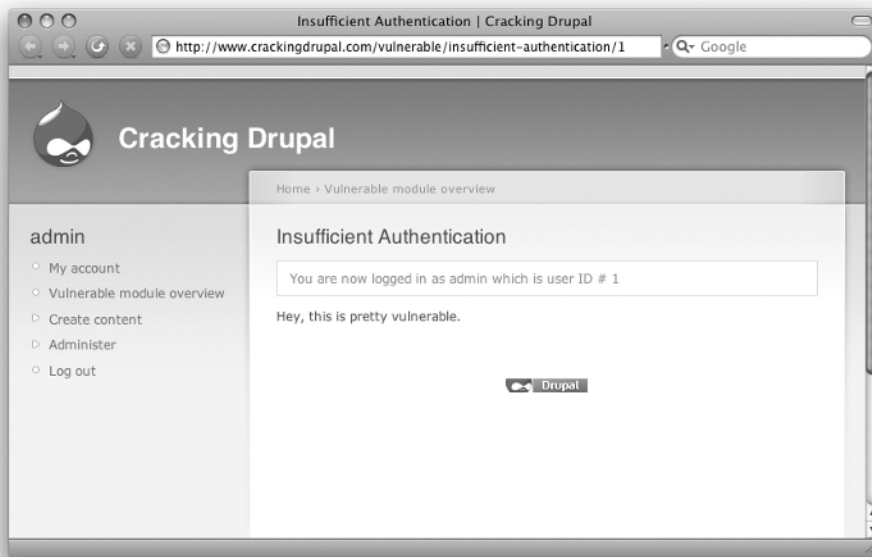 Insufficient Authentication | Cracking Drupal
http://www.crackingdrupal.com/vulnerable/insufficient-authentication/1
Google
Cracking Drupal
Home › Vulnerable module overview
admin
My account
Vulnerable module overview
Create content
Administer
Log out
Insufficient Authentication
You are now logged in as admin which is user ID # 1
Hey, this is pretty vulnerable.
Drupal